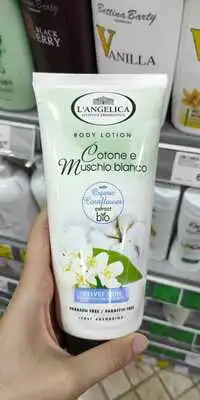 Bettina Barty
VANILLA
BLACK
BERRY
L'ANGELICA
BODY LOTION
Cotone e
Muschio bianco
Organic
Cornflower
extract
bio
VELVET SKIN
PARABEN FREE / PARAFFIN FREE